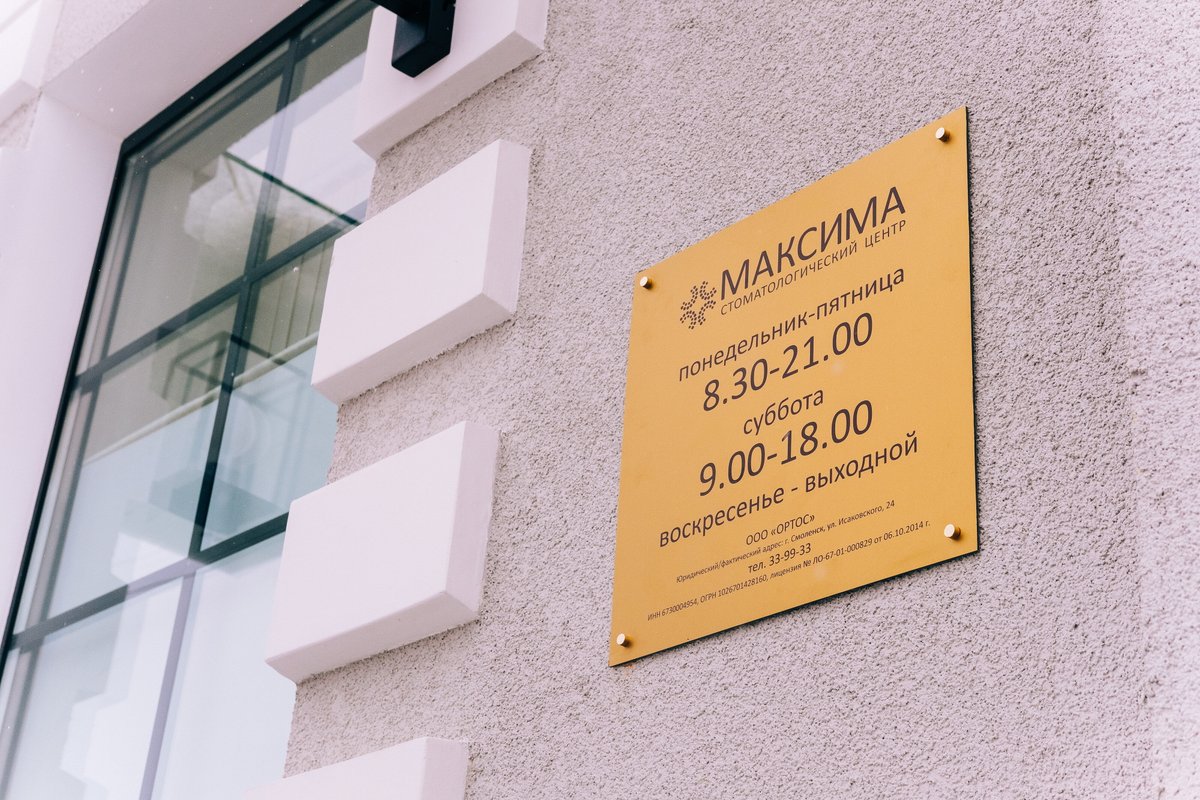 МАКСИМА
СТОМАТОЛОГИЧЕСКИЙ ЦЕНТР
понедельник-пятница
8.30-21.00
суббота
9.00-18.00
воскресенье - выходной
ООО «ОРТОС»
Юридический/фактический адрес: г. Смоленск, ул. Исаковского, 24
тел. 33-99-33
ИНН 6730004954, ОГРН 1026701428160, лицензия № ЛО-67-01-000829 от 06.10.2014 г.